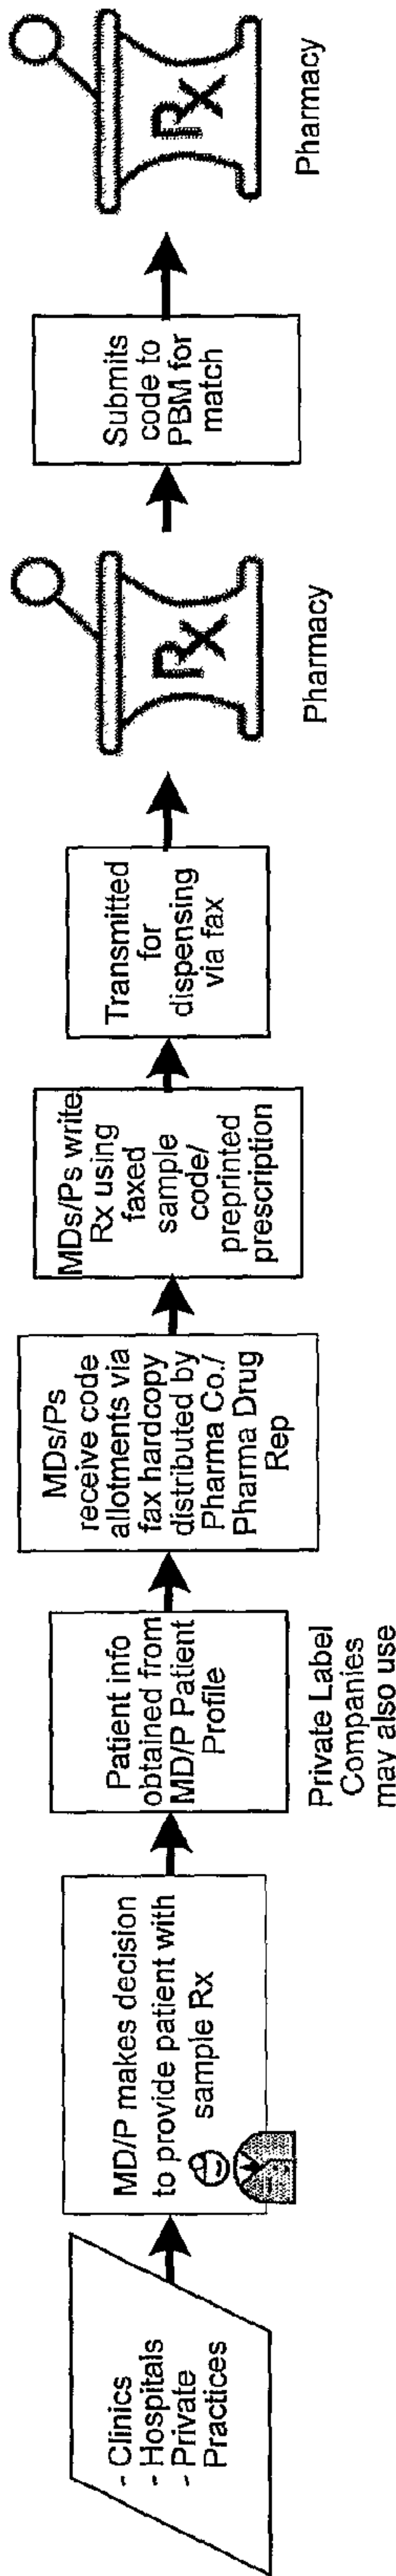 - Clinics
- Hospitals
- Private
Practices
MD/P makes decision
to provide patient with
sample Rx
Patient info
obtained from
MD/P Patient
Profile
Private Label
Companies
may also use
MDs/Ps
receive code
allotments via
fax hardcopy
distributed by
Pharma Co./
Pharma Drug
Rep
MDs/Ps write
Rx using
faxed
sample
code/
preprinted
prescription
Transmitted
for
dispensing
via fax
Rx
Pharmacy
Submits
code to
PBM for
match
Rx
Pharmacy